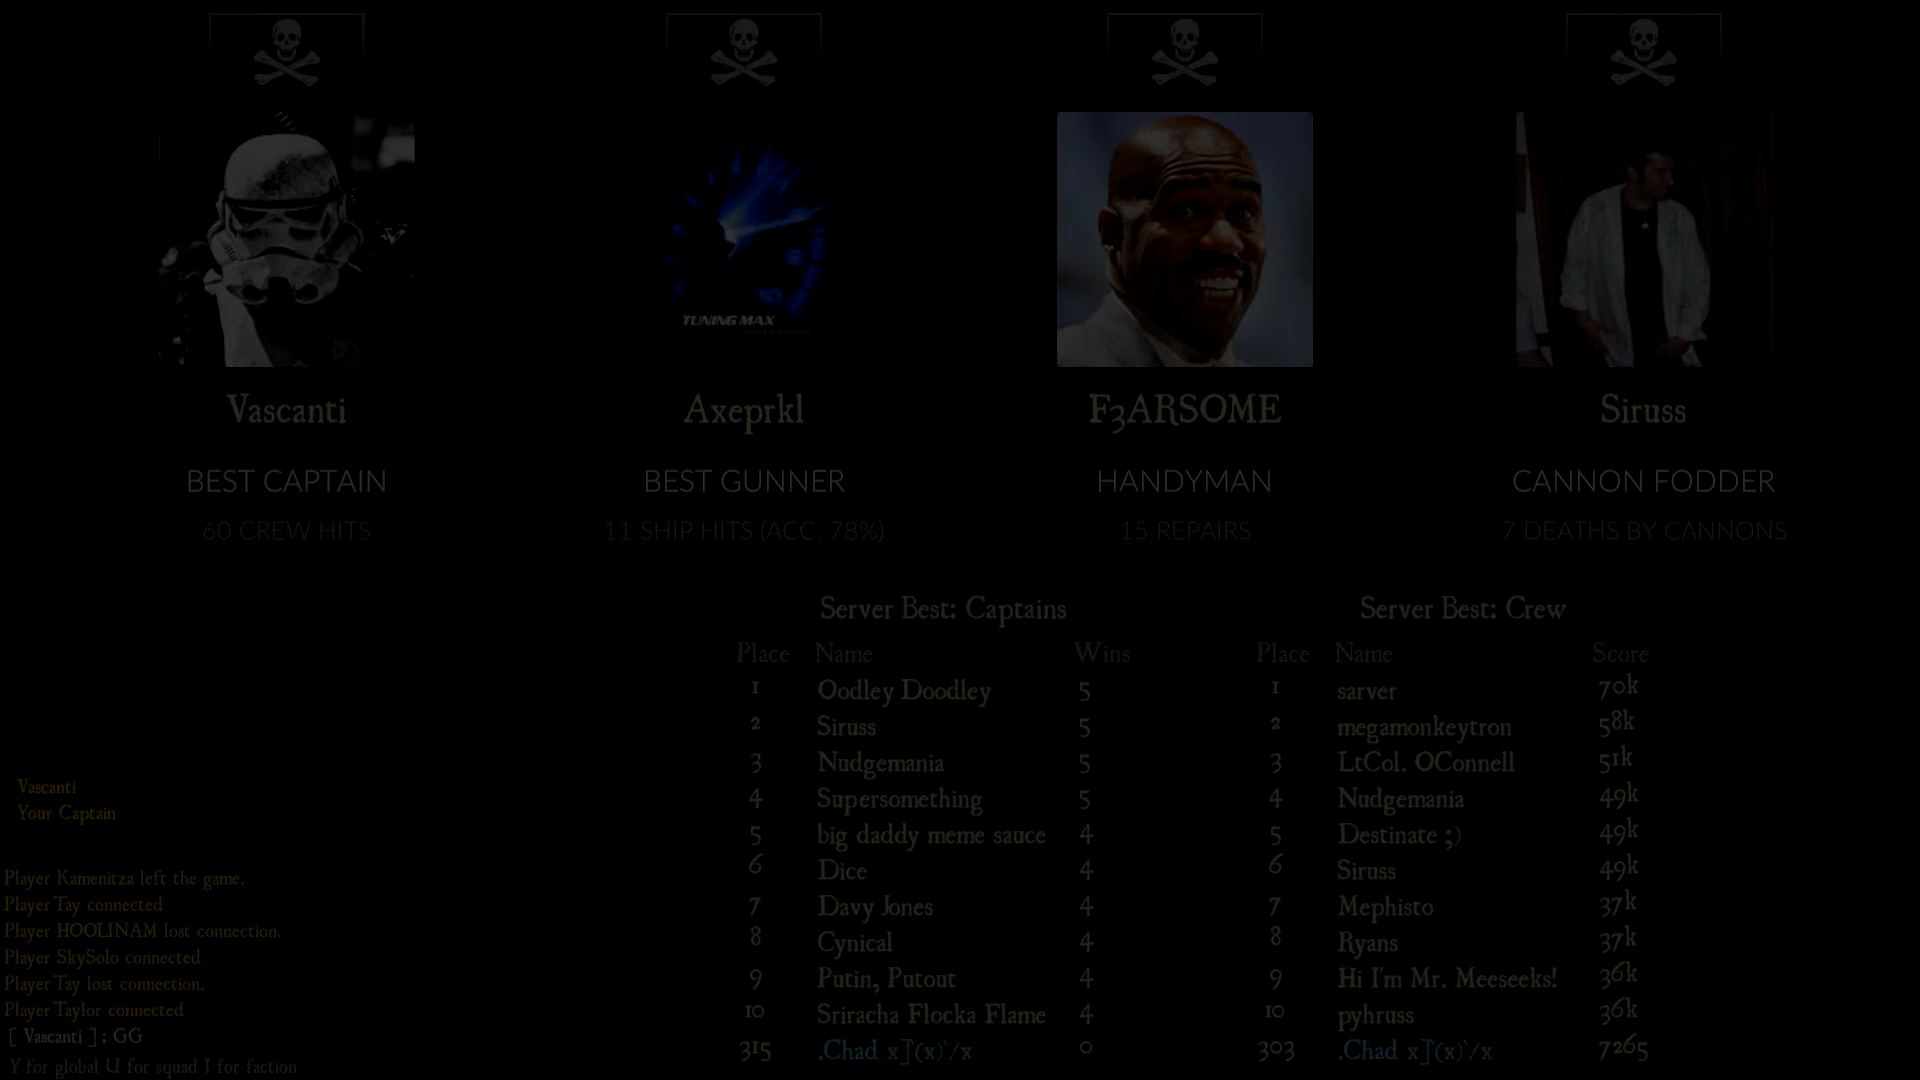 TUNING MAX
Vascanti
Axeprkl
F3ARSOME
Siruss
BEST CAPTAIN
BEST GUNNER
HANDYMAN
CANNON FODDER
60 CREW HITS
11 SHIP HITS (ACC. 78%)
15 REPAIRS
7 DEATHS BY CANNONS
Server Best: Captains
Place Name Wins
1 Oodley Doodley 5
2 Siruss 5
3 Nudgemania 5
4 Supersomething 5
5 big daddy meme sauce 4
6 Dice 4
7 Davy Jones 4
8 Cynical 4
9 Putin, Putout 4
10 Sriracha Flocka Flame 4
315 .Chad x]'(x)'/x 0
Server Best: Crew
Place Name Score
1 sarver 70k
2 megamonkeytron 58k
3 LtCol. OConnell 51k
4 Nudgemania 49k
5 Destinate ;) 49k
6 Siruss 49k
7 Mephisto 37k
8 Ryans 37k
9 Hi I'm Mr. Meeseeks! 36k
10 pyhruss 36k
303 .Chad x]'(x)'/x 7265
Vascanti
Your Captain
Player Kamenitza left the game.
Player Tay connected
Player HOOLINAM lost connection.
Player SkySolo connected
Player Tay lost connection.
Player Taylor connected
[ Vascanti ] : GG
Y for global U for squad I for faction